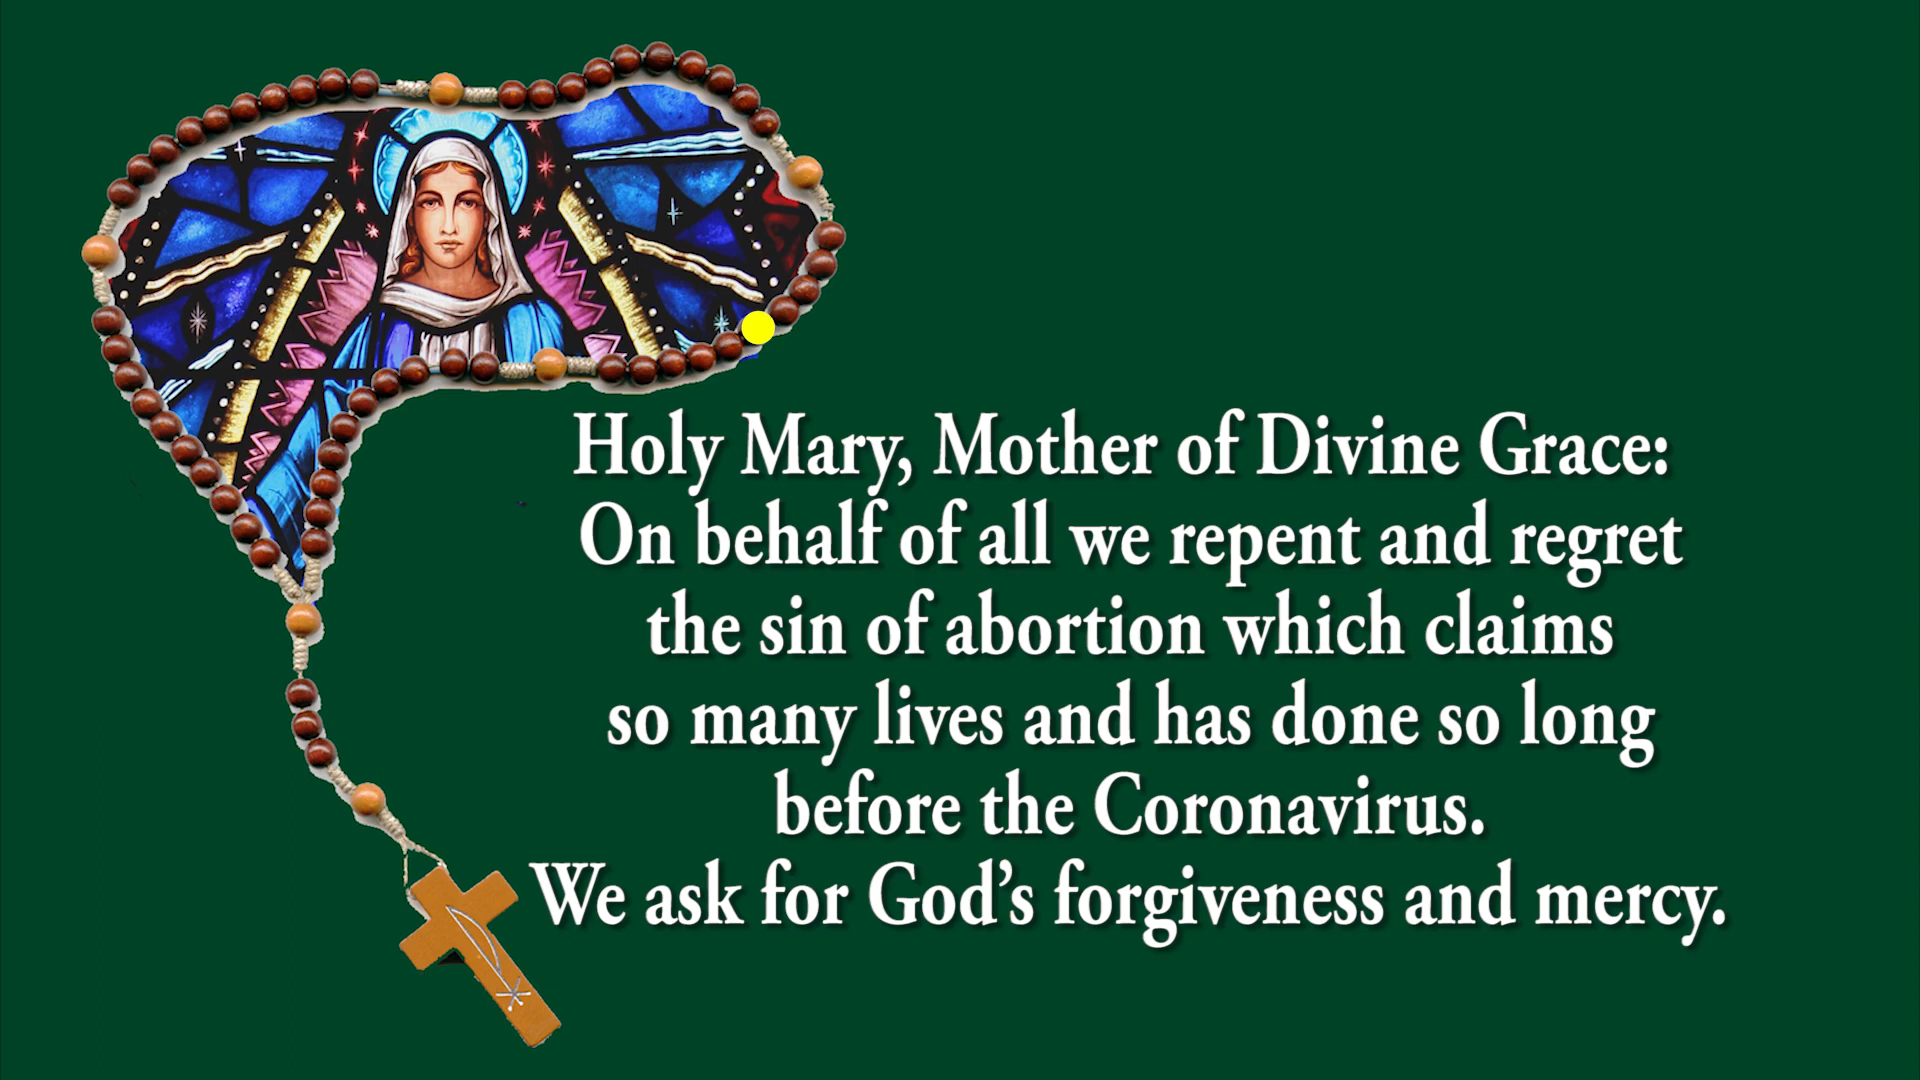 Holy Mary, Mother of Divine Grace:
On behalf of all we repent and regret
the sin of abortion which claims
so many lives and has done so long
before the Coronavirus.
We ask for God’s forgiveness and mercy.